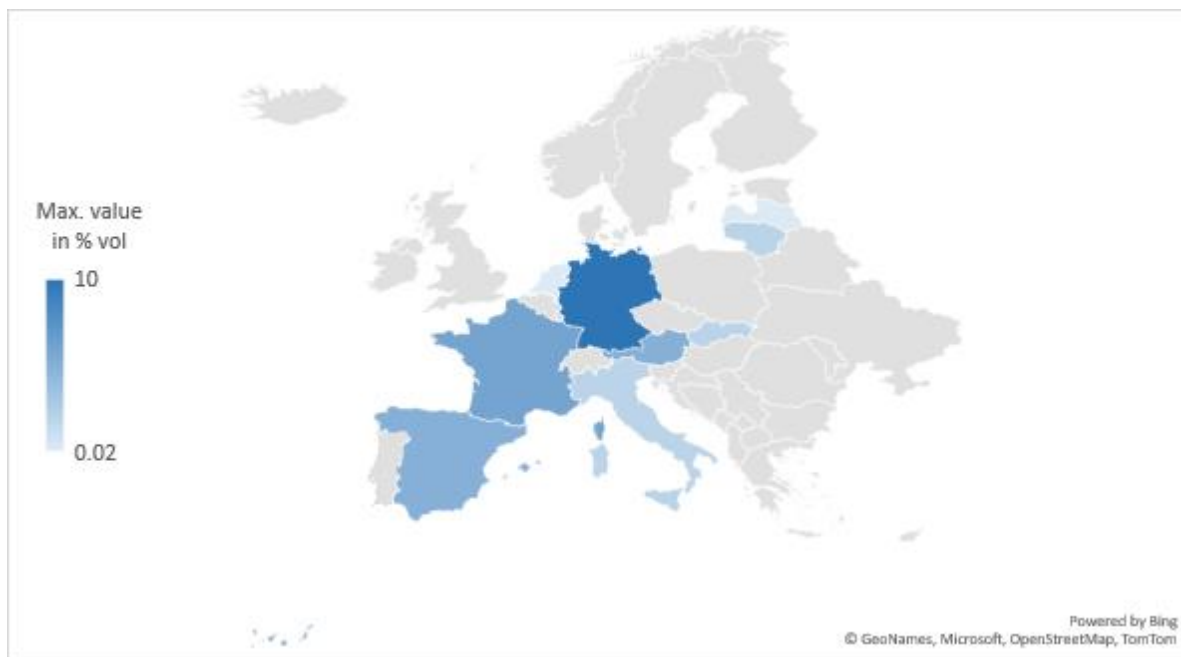 Max. value
in % vol
10
0.02
Powered by Bing
© GeoNames, Microsoft, OpenStreetMap, TomTom